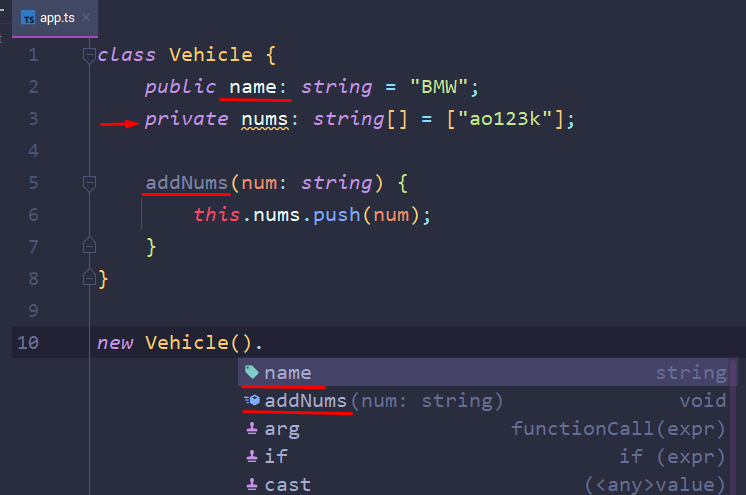 TS app.ts ×
1 class Vehicle {
2 public name: string = "BMW";
3 private nums: string[] = ["ao123k"];
4
5 addNums(num: string) {
6 this.nums.push(num);
7 }
8 }
9
10 new Vehicle().
name string
addNums(num: string) void
arg functionCall(expr)
if if (expr)
cast (<any>value)